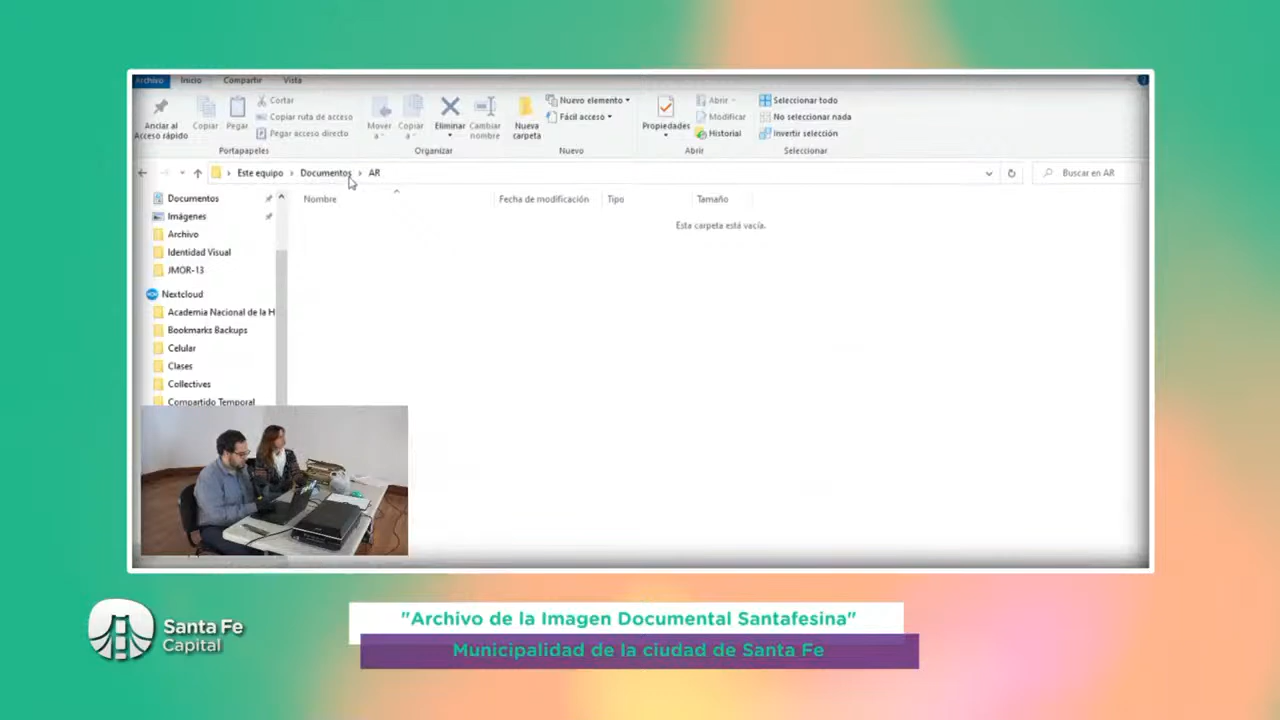 Archivo Inicio Compartir Vista
Anclar al Acceso rápido
Copiar
Pegar
Cortar
Copiar ruta de acceso
Pegar acceso directo
Portapapeles
Mover a
Copiar a
Eliminar
Cambiar nombre
Organizar
Nueva carpeta
Nuevo elemento
Fácil acceso
Nuevo
Propiedades
Abrir
Modificar
Historial
Abrir
Seleccionar todo
No seleccionar nada
Invertir selección
Seleccionar
Este equipo › Documentos › AR
Buscar en AR
Nombre Fecha de modificación Tipo Tamaño
Esta carpeta está vacía.
Documentos
Imágenes
Archivo
Identidad Visual
JMOR-13
Nextcloud
Academia Nacional de la H
Bookmarks Backups
Celular
Clases
Collectives
Compartido Temporal
"Archivo de la Imagen Documental Santafesina"
Municipalidad de la ciudad de Santa Fe
Santa Fe
Capital